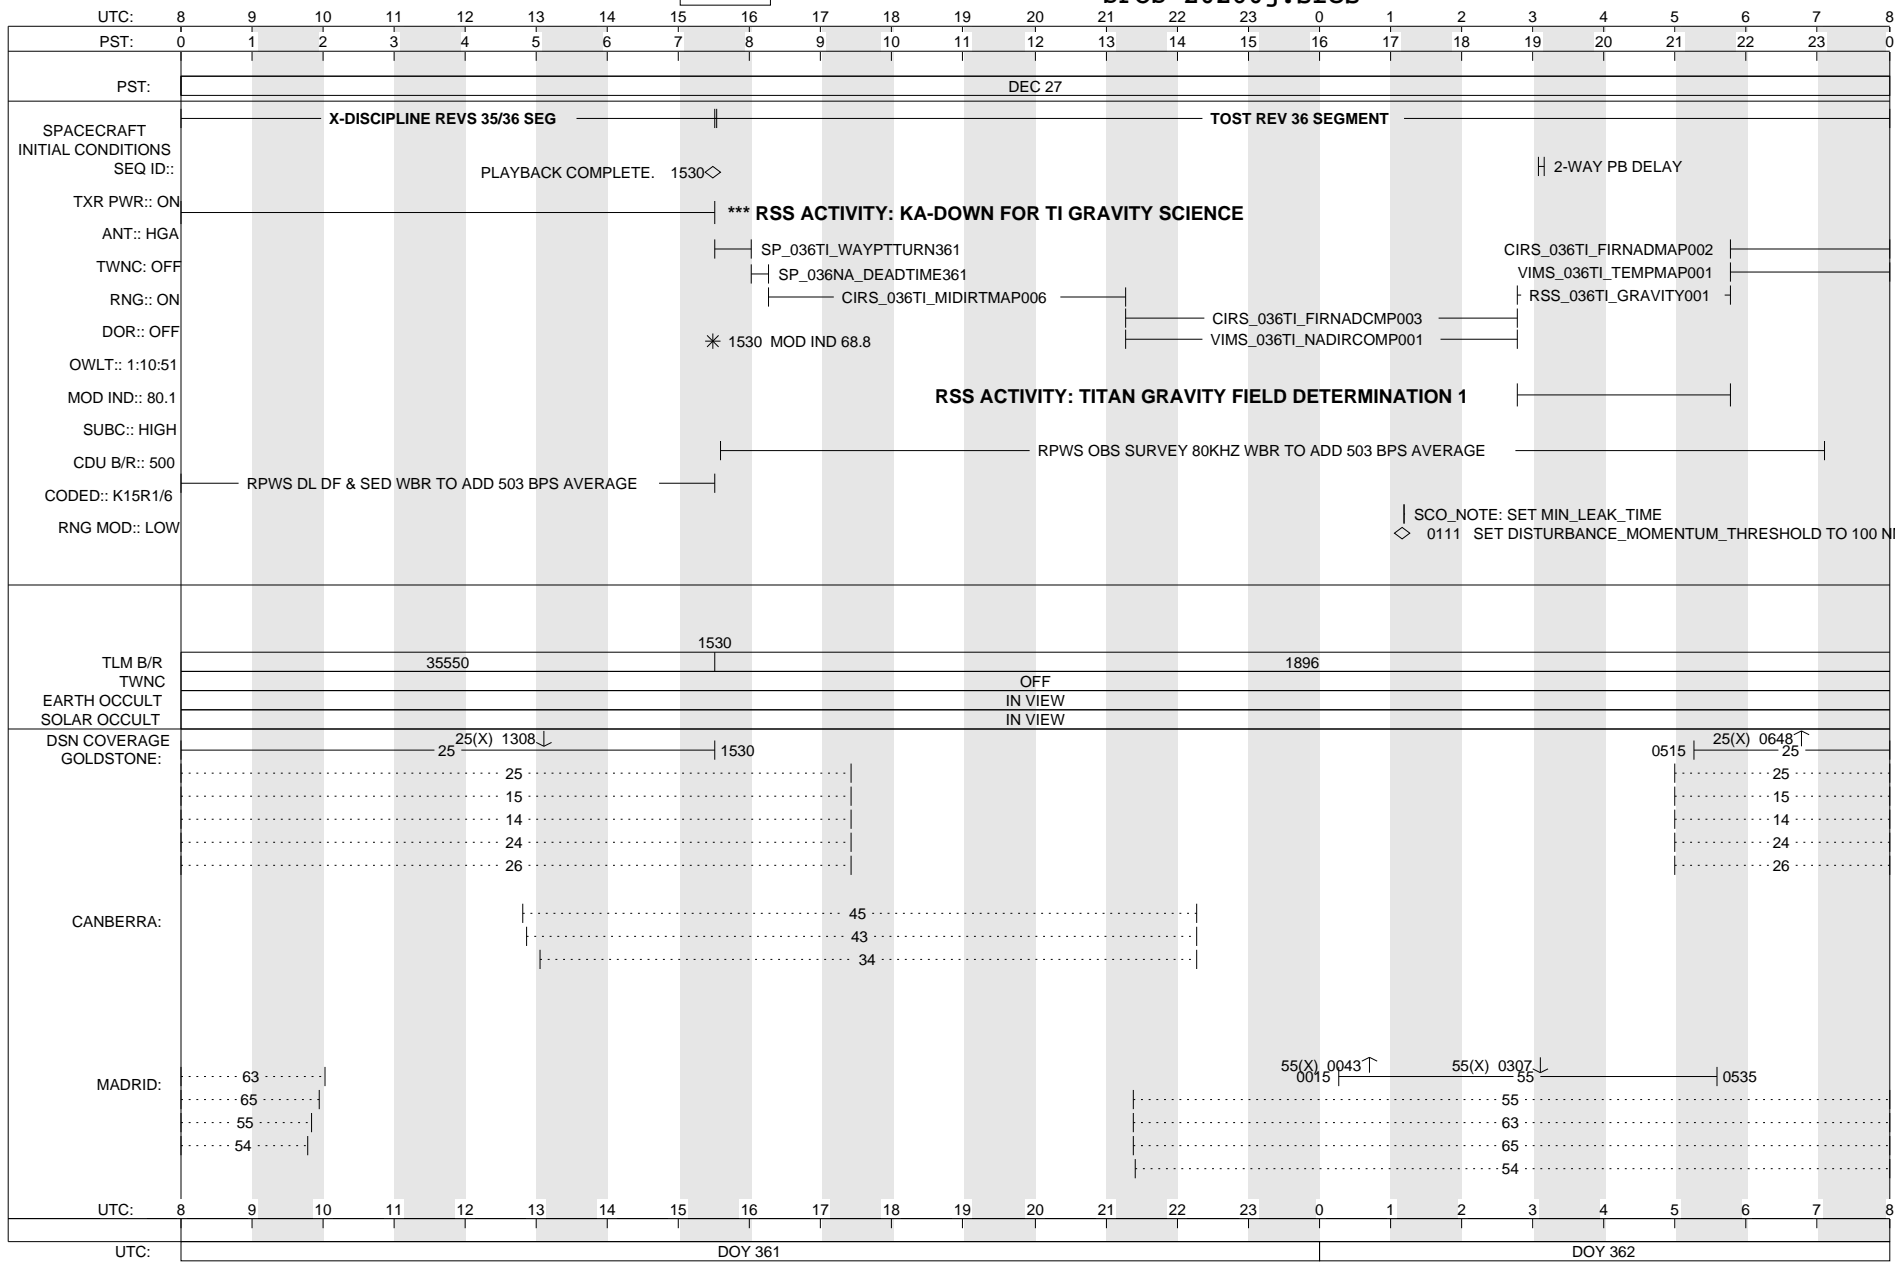 UTC: 8 9 10 11 12 13 14 15 16 17 18 19 20 21 22 23 0 1 2 3 4 5 6 7 8
PST: 0 1 2 3 4 5 6 7 8 9 10 11 12 13 14 15 16 17 18 19 20 21 22 23 0
PST: DEC 27
X-DISCIPLINE REVS 35/36 SEG TOST REV 36 SEGMENT
SPACECRAFT
INITIAL CONDITIONS
SEQ ID::
PLAYBACK COMPLETE. 1530
2-WAY PB DELAY
TXR PWR:: ON
*** RSS ACTIVITY: KA-DOWN FOR TI GRAVITY SCIENCE
ANT:: HGA
SP_036TI_WAYPTTURN361
CIRS_036TI_FIRNADMAP002
TWNC: OFF
SP_036NA_DEADTIME361
VIMS_036TI_TEMPMAP001
RNG:: ON
CIRS_036TI_MIDIRTMAP006
RSS_036TI_GRAVITY001
DOR:: OFF
CIRS_036TI_FIRNADCMP003
1530 MOD IND 68.8
VIMS_036TI_NADIRCOMP001
OWLT:: 1:10:51
MOD IND:: 80.1
RSS ACTIVITY: TITAN GRAVITY FIELD DETERMINATION 1
SUBC:: HIGH
RPWS OBS SURVEY 80KHZ WBR TO ADD 503 BPS AVERAGE
CDU B/R:: 500
RPWS DL DF & SED WBR TO ADD 503 BPS AVERAGE
CODED:: K15R1/6
SCO_NOTE: SET MIN_LEAK_TIME
RNG MOD:: LOW
0111 SET DISTURBANCE_MOMENTUM_THRESHOLD TO 100
1530
TLM B/R 35550 1896
TWNC OFF
EARTH OCCULT IN VIEW
SOLAR OCCULT IN VIEW
DSN COVERAGE
25(X) 1308 25(X) 0648
GOLDSTONE: 25 1530 0515 25
25 25
15 15
14 14
24 24
26 26
CANBERRA:
45
43
34
55(X) 0043 55(X) 0307
MADRID: 63 0015 55 0535
65 55
55 63
54 65
54
UTC: 8 9 10 11 12 13 14 15 16 17 18 19 20 21 22 23 0 1 2 3 4 5 6 7 8
UTC: DOY 361 DOY 362